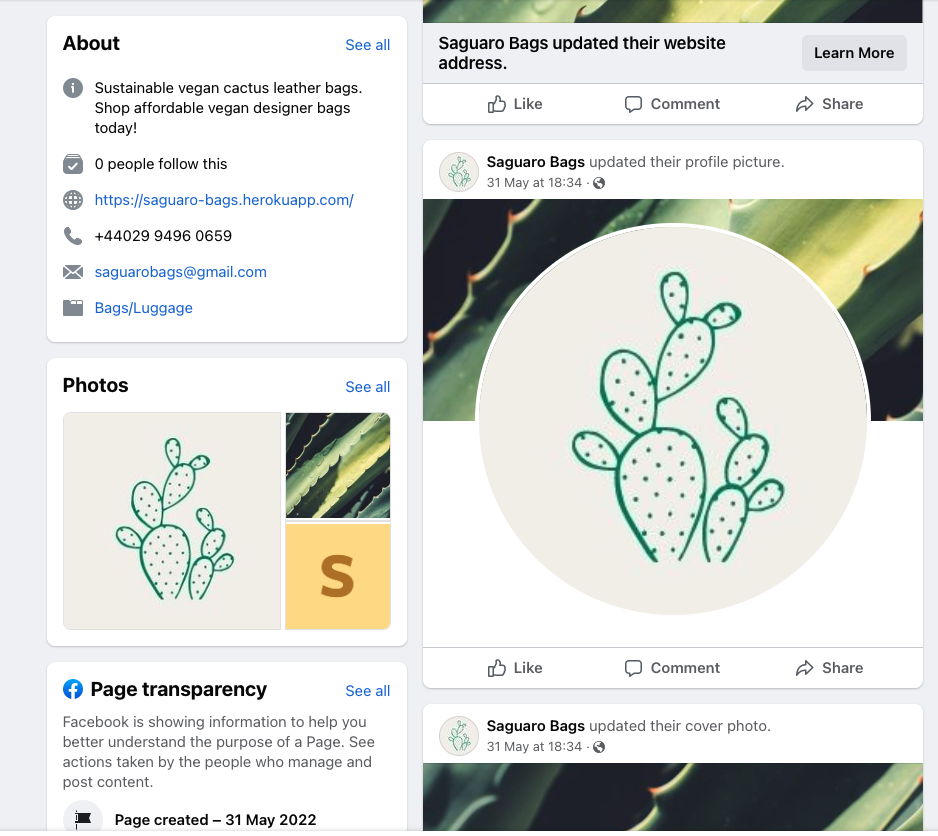 About
See all
Sustainable vegan cactus leather bags.
Shop affordable vegan designer bags
today!
0 people follow this
https://saguaro-bags.herokuapp.com/
+44029 9496 0659
saguarobags@gmail.com
Bags/Luggage
Photos
See all
S
Page transparency
See all
Facebook is showing information to help you
better understand the purpose of a Page. See
actions taken by the people who manage and
post content.
Page created – 31 May 2022
Saguaro Bags updated their website
address.
Learn More
Like
Comment
Share
Saguaro Bags updated their profile picture.
31 May at 18:34 ·
Like
Comment
Share
Saguaro Bags updated their cover photo.
31 May at 18:34 ·